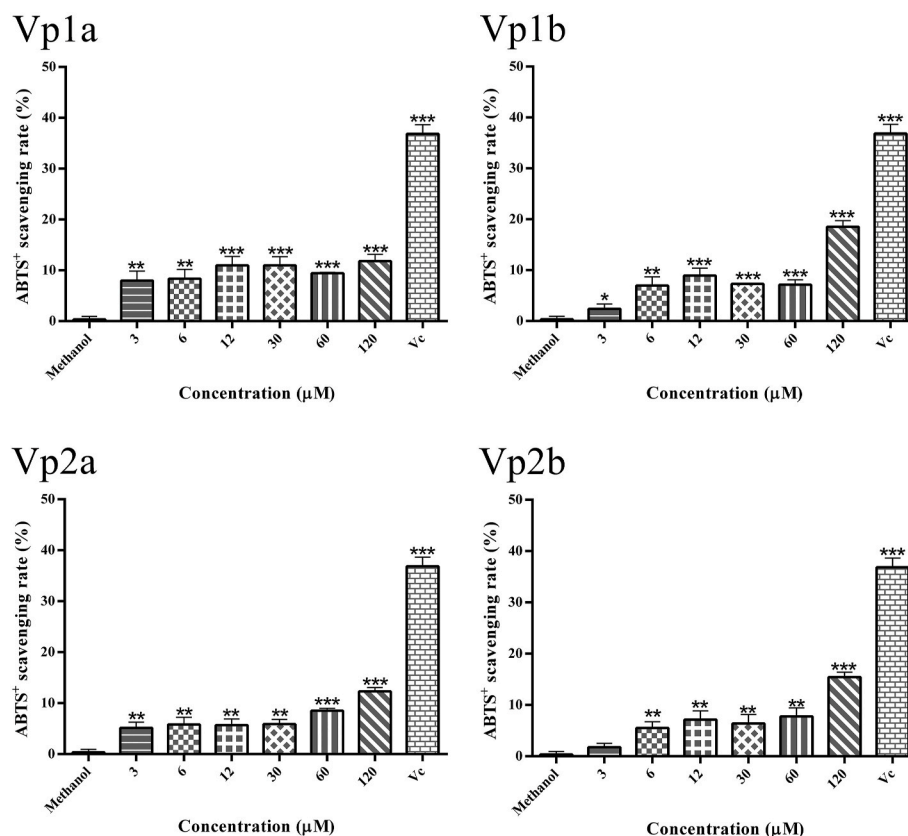 Vp1a
ABTS⁺ scavenging rate (%)
50
40
30
20
10
0
** ** *** *** *** *** ***
Methanol 3 6 12 30 60 120 Vc
Concentration (μM)
Vp1b
ABTS⁺ scavenging rate (%)
50
40
30
20
10
0
* ** *** *** *** *** ***
Methanol 3 6 12 30 60 120 Vc
Concentration (μM)
Vp2a
ABTS⁺ scavenging rate (%)
50
40
30
20
10
0
** ** ** ** *** *** ***
Methanol 3 6 12 30 60 120 Vc
Concentration (μM)
Vp2b
ABTS⁺ scavenging rate (%)
50
40
30
20
10
0
** ** ** ** *** ***
Methanol 3 6 12 30 60 120 Vc
Concentration (μM)